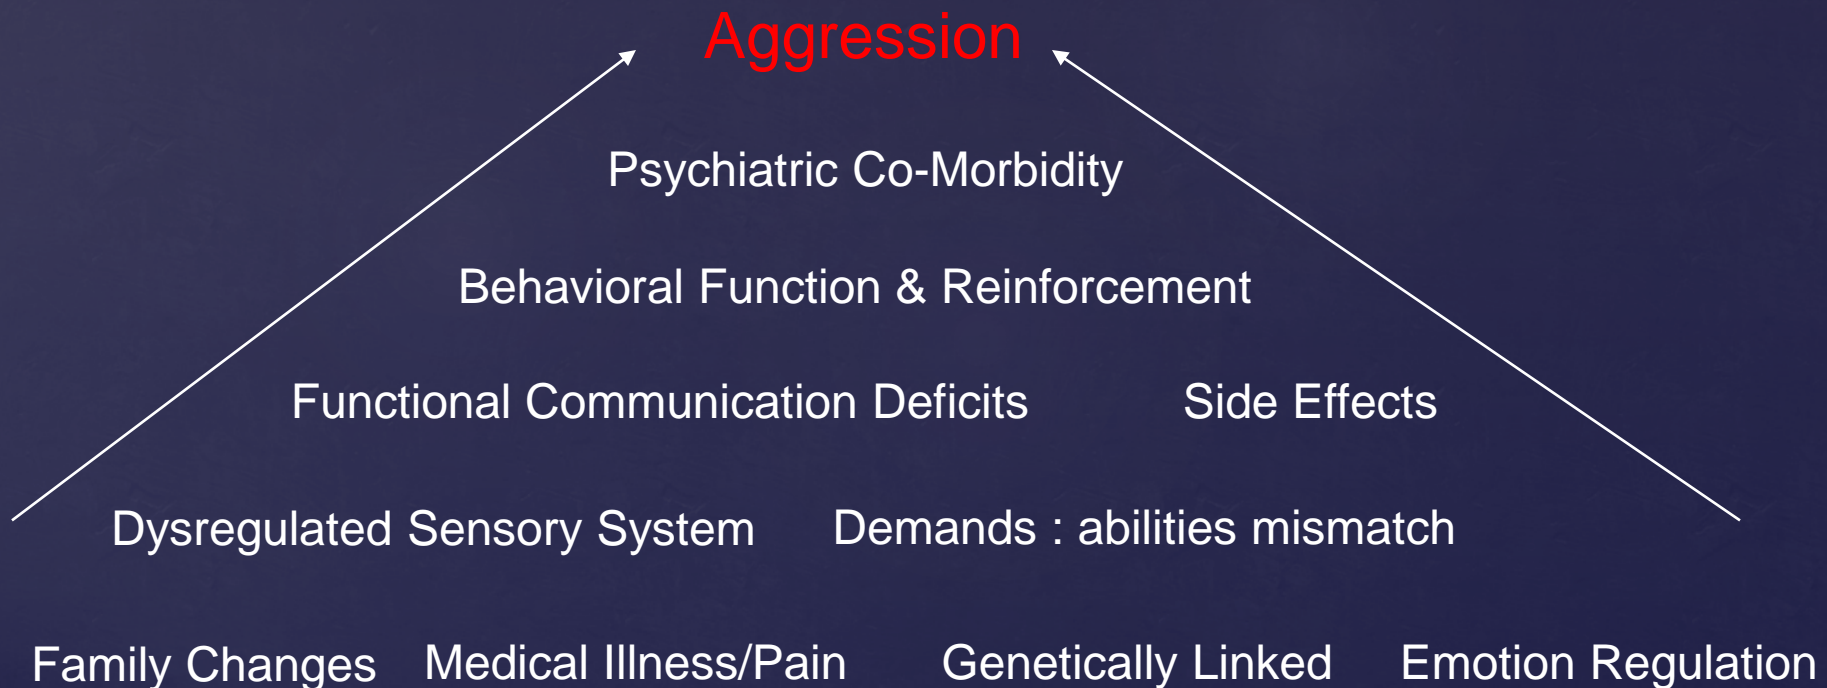 Aggression
Psychiatric Co-Morbidity
Behavioral Function & Reinforcement
Functional Communication Deficits Side Effects
Dysregulated Sensory System Demands : abilities mismatch
Family Changes Medical Illness/Pain Genetically Linked Emotion Regulation